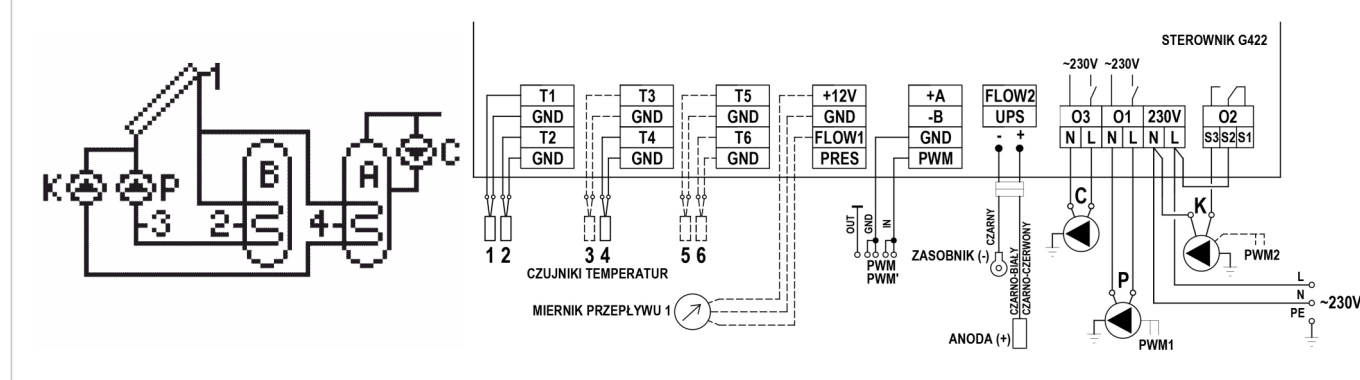 1
K
P
3
2
B
4
A
C
STEROWNIK G422
~230V ~230V
T1
GND
T2
GND
T3
GND
T4
GND
T5
GND
T6
GND
+12V
GND
FLOW1
PRES
+A
-B
GND
PWM
FLOW2
UPS
- +
O3 O1 230V
N L N L N L
O2
S3 S2 S1
1 2
3 4
5 6
CZUJNIKI TEMPERATUR
MIERNIK PRZEPŁYWU 1
OUT
GND
IN
PWM
PWM'
CZARNY
ZASOBNIK (-)
CZARNO-BIAŁY
CZARNO-CZERWONY
ANODA (+)
C
P
PWM1
K
PWM2
L
N
PE
~230V